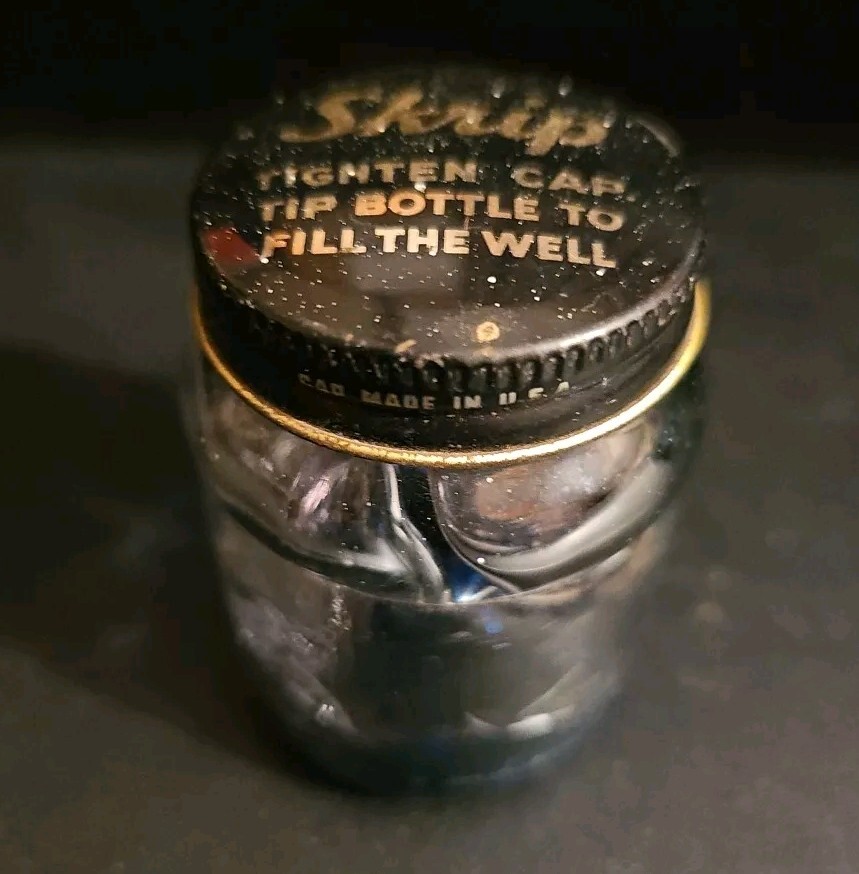 Skrip
TIGHTEN CAP
TIP BOTTLE TO
FILL THE WELL
CAP MADE IN U.S.A.